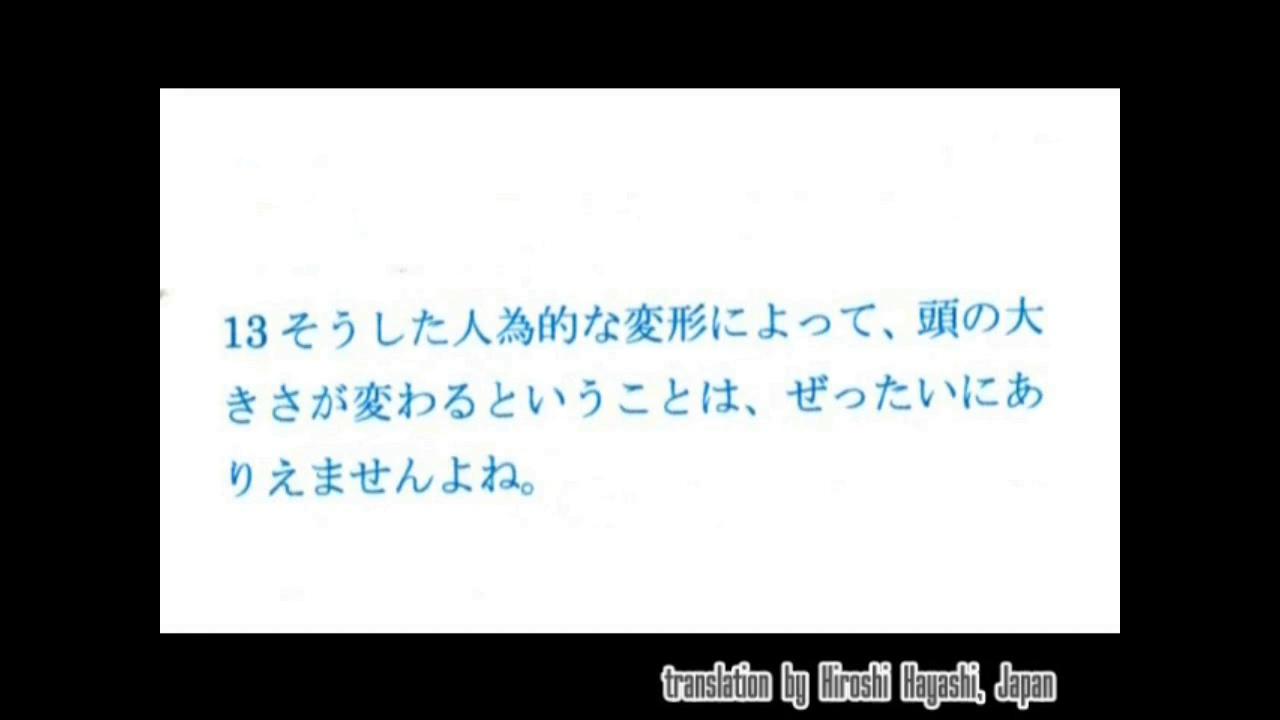 13 そうした人為的な変形によって、頭の大
きさが変わるということは、ぜったいにあ
りえませんよね。
translation by Hiroshi Hayashi, Japan